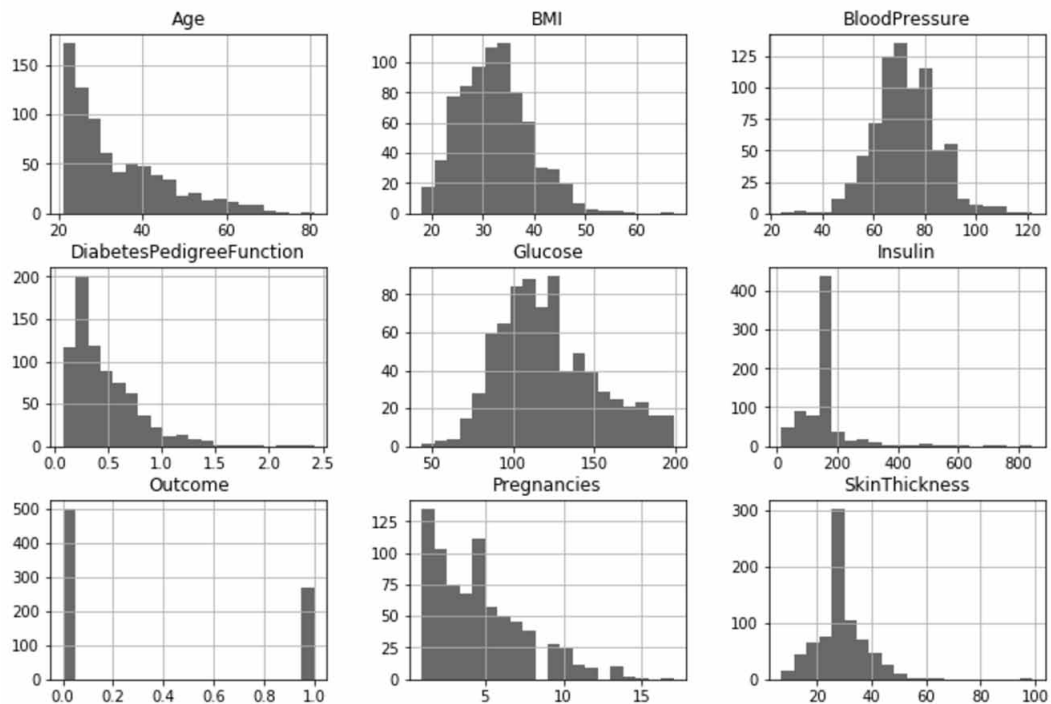 Age BMI BloodPressure
150 100 125
100 80 100
50 60 75
0 40 50
20 25
0 0
20 40 60 80 20 30 40 50 60 20 40 60 80 100 120
DiabetesPedigreeFunction Glucose Insulin
200 80 400
150 60 300
100 40 200
50 20 100
0 0 0
0.0 0.5 1.0 1.5 2.0 2.5 50 100 150 200 0 200 400 600 800
Outcome Pregnancies SkinThickness
500 125 300
400 100
300 75 200
200 50 100
100 25
0 0 0
0.0 0.2 0.4 0.6 0.8 1.0 5 10 15 20 40 60 80 100